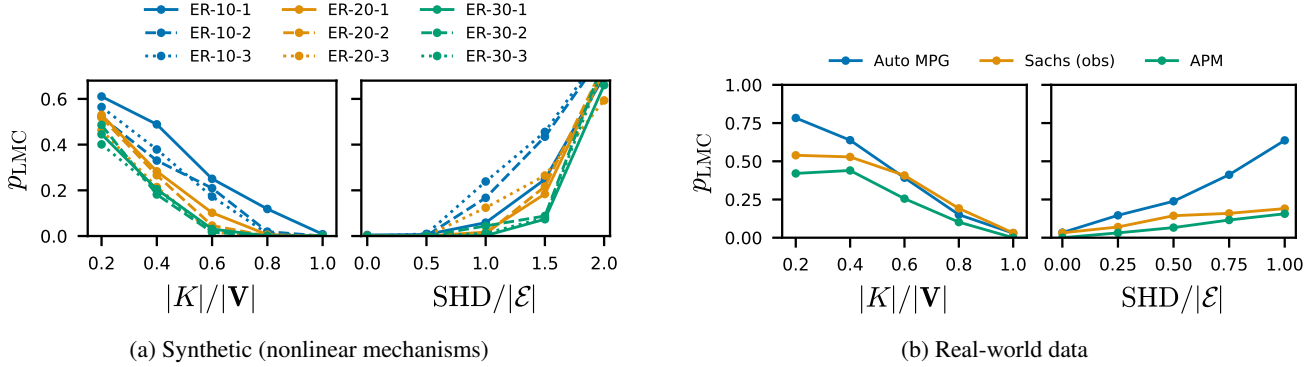 ER-10-1 ER-20-1 ER-30-1
ER-10-2 ER-20-2 ER-30-2
ER-10-3 ER-20-3 ER-30-3
0.6
0.4
0.2
0.0
p_LMC
0.2 0.4 0.6 0.8 1.0
|K|/|V|
0.0 0.5 1.0 1.5 2.0
SHD/|ℰ|
(a) Synthetic (nonlinear mechanisms)
Auto MPG Sachs (obs) APM
1.00
0.75
0.50
0.25
0.00
p_LMC
0.2 0.4 0.6 0.8 1.0
|K|/|V|
0.00 0.25 0.50 0.75 1.00
SHD/|ℰ|
(b) Real-world data